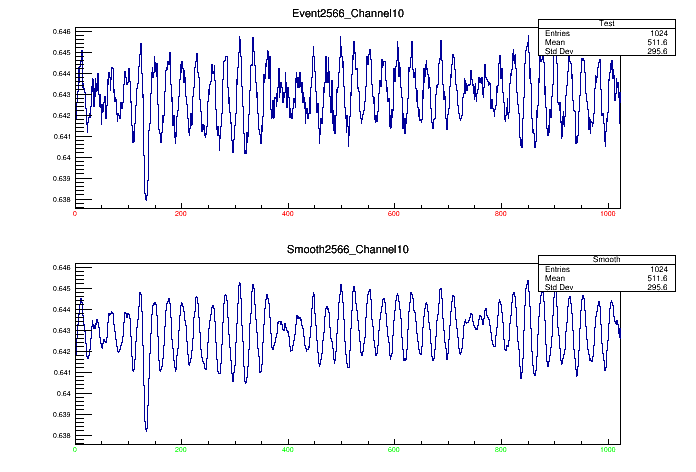 Event2566_Channel10
Test
Entries 1024
Mean 511.6
Std Dev 295.6
0.646
0.645
0.644
0.643
0.642
0.641
0.64
0.639
0.638
0 200 400 600 800 1000
Smooth2566_Channel10
Smooth
Entries 1024
Mean 511.6
Std Dev 295.6
0.646
0.645
0.644
0.643
0.642
0.641
0.64
0.639
0.638
0 200 400 600 800 1000